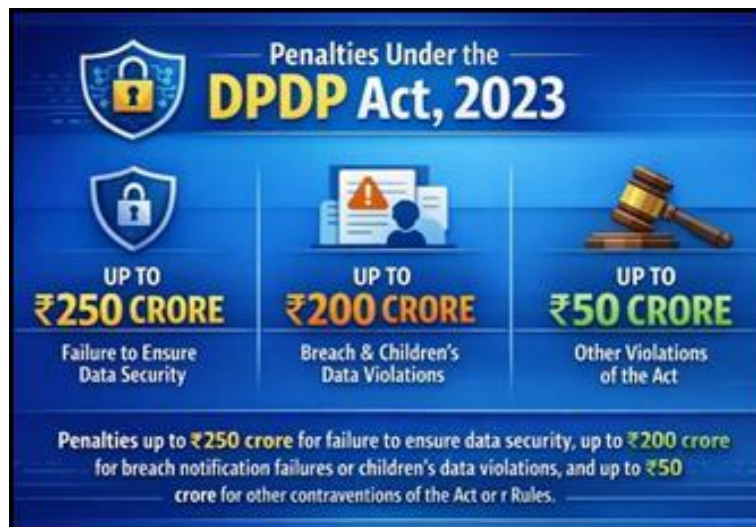 Penalties Under the
DPDP Act, 2023
UP TO
₹250 CRORE
Failure to Ensure
Data Security
UP TO
₹200 CRORE
Breach & Children's
Data Violations
UP TO
₹50 CRORE
Other Violations
of the Act
Penalties up to ₹250 crore for failure to ensure data security, up to ₹200 crore
for breach notification failures or children's data violations, and up to ₹50
crore for other contraventions of the Act or r Rules.